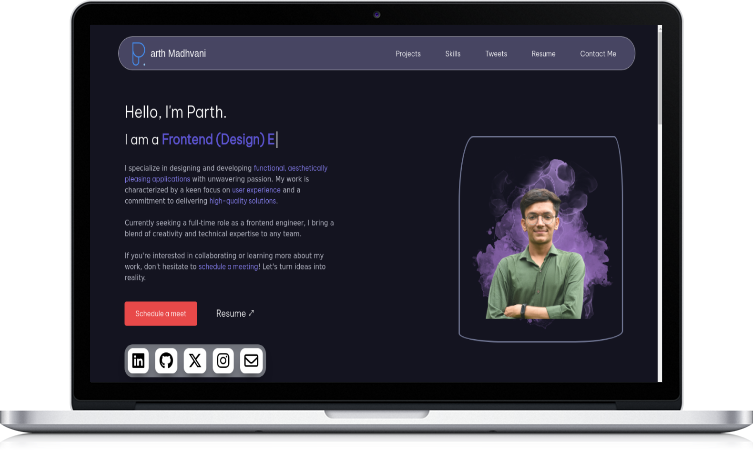 P. arth Madhvani
Projects Skills Tweets Resume Contact Me
Hello, I'm Parth.
I am a Frontend (Design) E
I specialize in designing and developing functional, aesthetically
pleasing applications with unwavering passion. My work is
characterized by a keen focus on user experience and a
commitment to delivering high-quality solutions.
Currently seeking a full-time role as a frontend engineer, I bring a
blend of creativity and technical expertise to any team.
If you're interested in collaborating or learning more about my
work, don't hesitate to schedule a meeting! Let's turn ideas into
reality.
Schedule a meet
Resume ↗